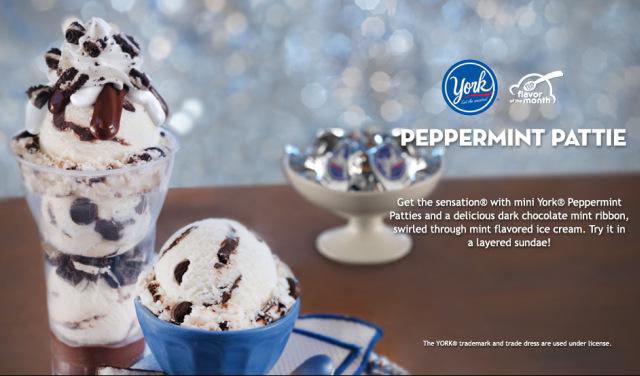 York
Get the sensation
flavor
of the month
PEPPERMINT PATTIE
Get the sensation® with mini York® Peppermint
Patties and a delicious dark chocolate mint ribbon,
swirled through mint flavored ice cream. Try it in
a layered sundae!
The YORK® trademark and trade dress are used under license.